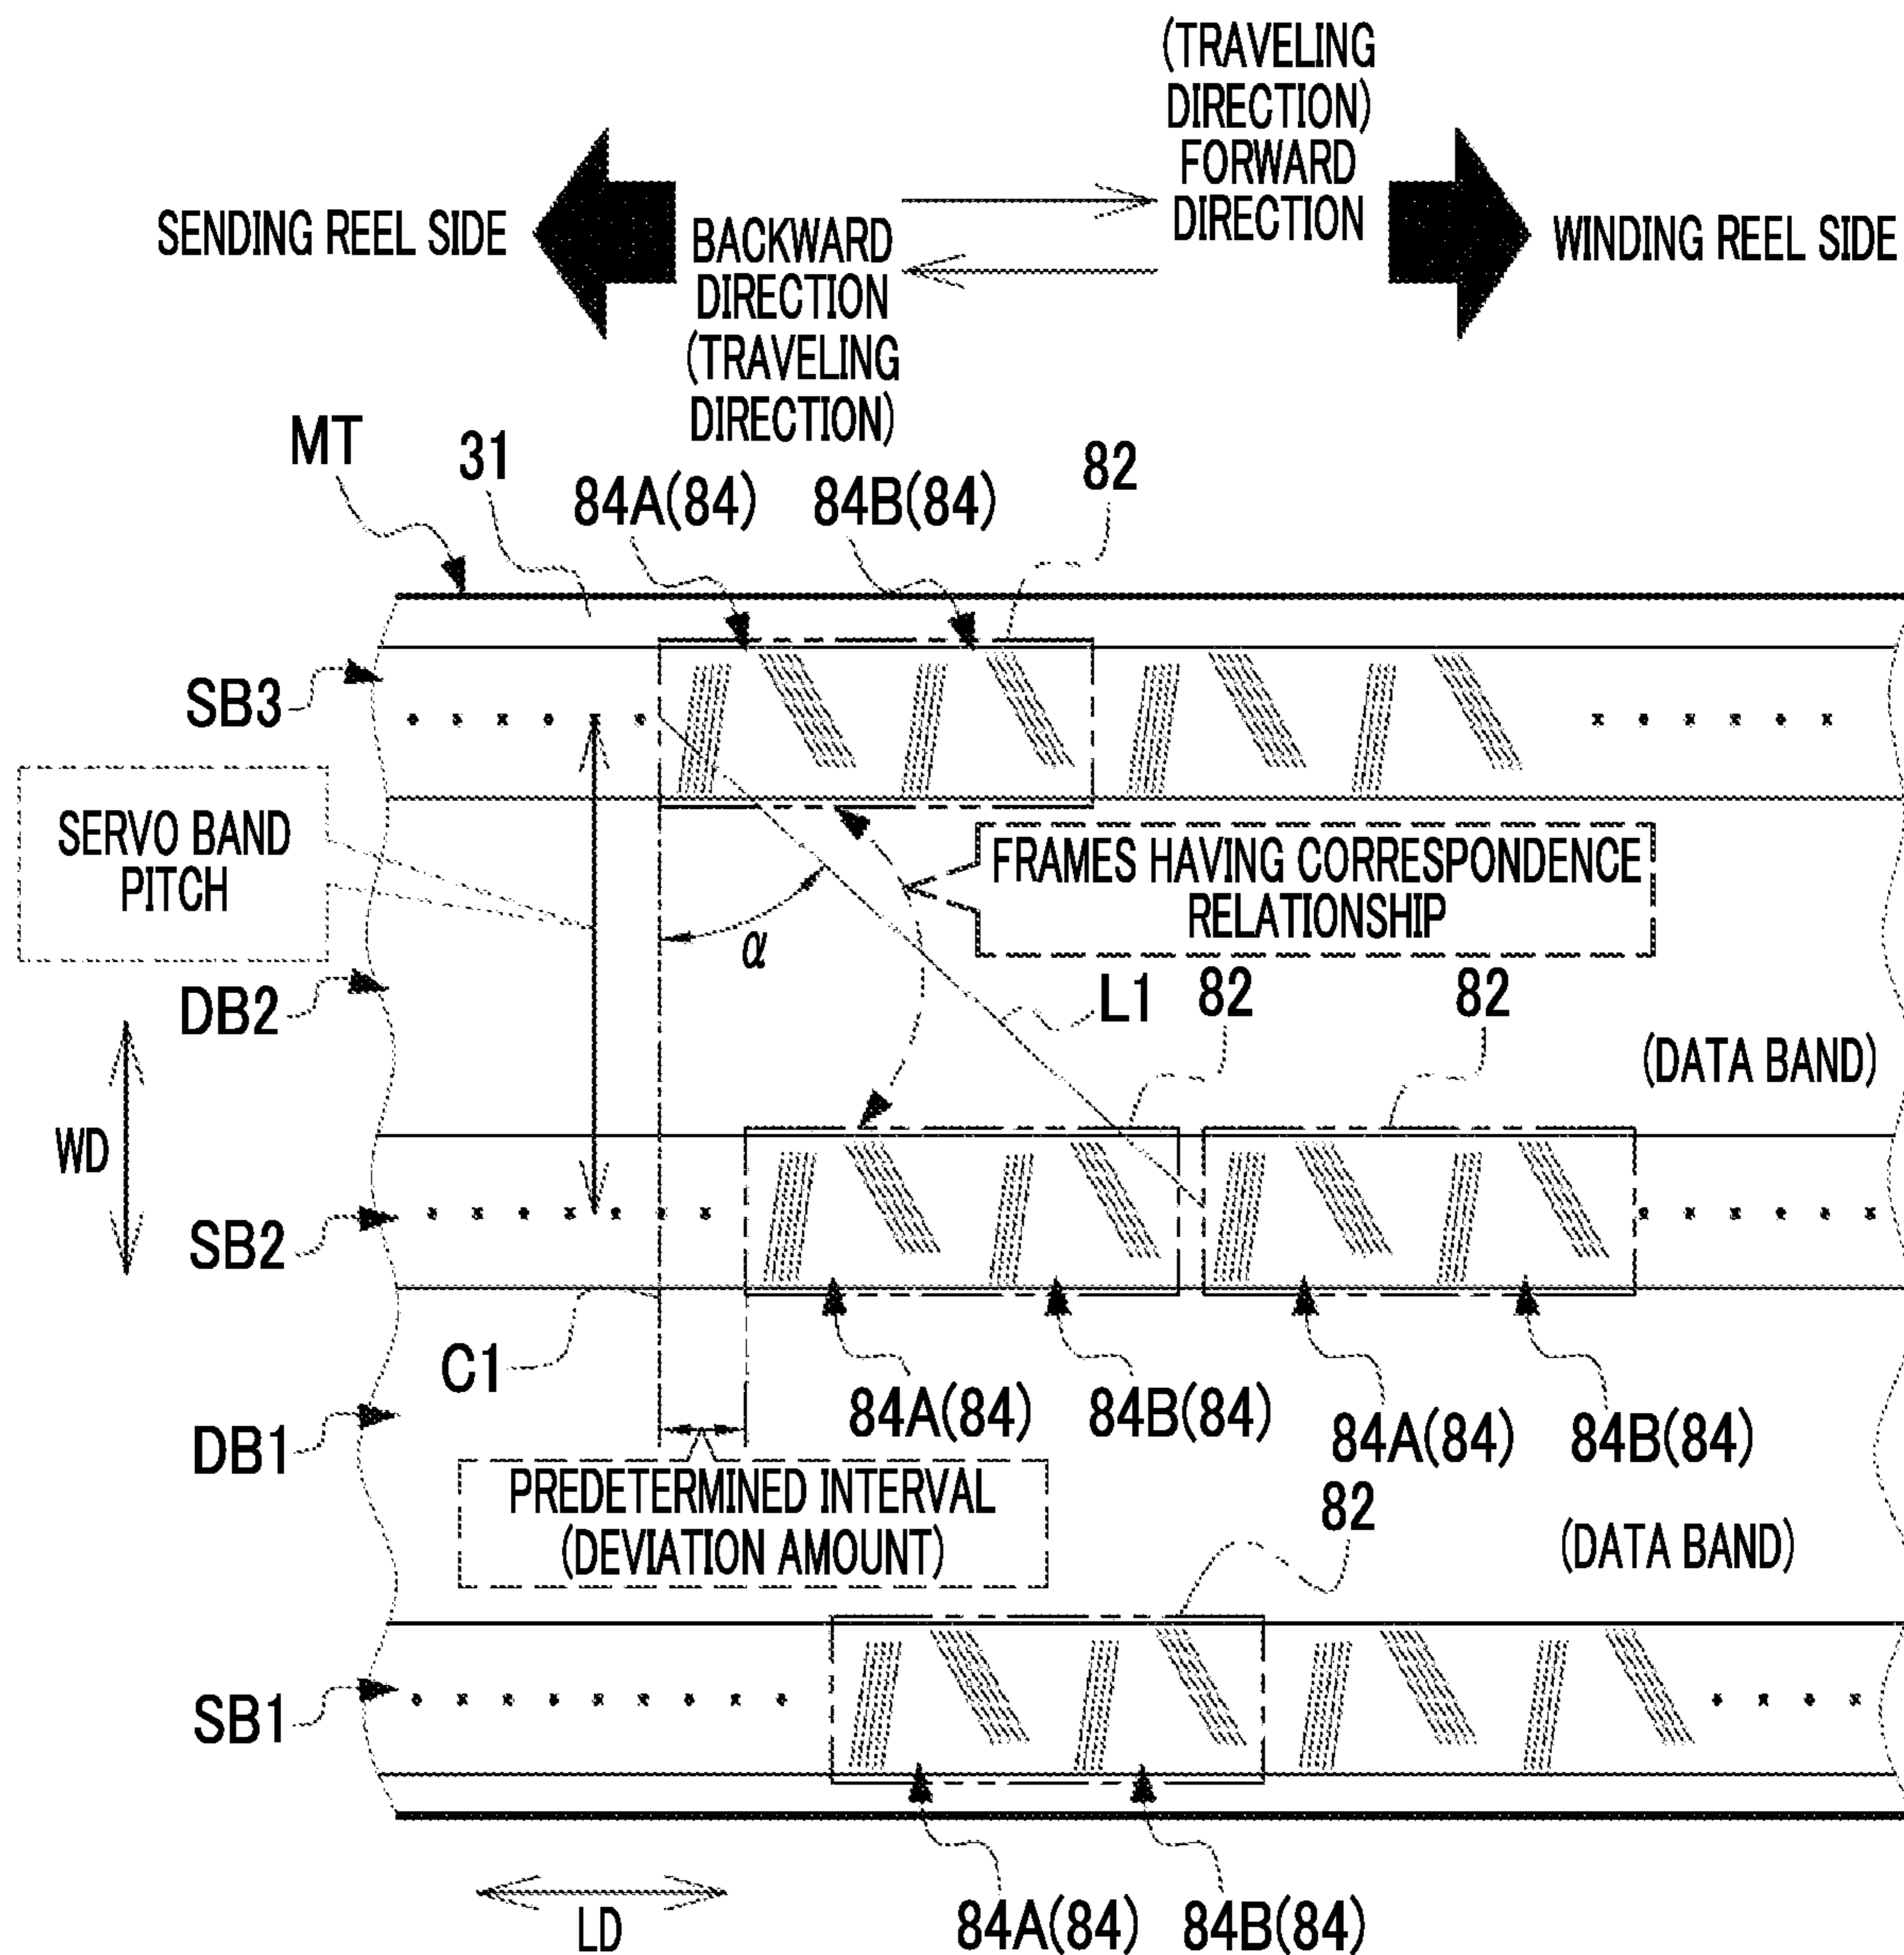 (TRAVELING
DIRECTION)
FORWARD
DIRECTION
SENDING REEL SIDE
BACKWARD
DIRECTION
(TRAVELING
DIRECTION)
WINDING REEL SIDE
MT
31
84A(84)
84B(84)
82
SB3
SERVO BAND
PITCH
FRAMES HAVING CORRESPONDENCE
RELATIONSHIP
α
DB2
L1
82
82
(DATA BAND)
WD
SB2
C1
84A(84)
84B(84)
84A(84)
84B(84)
DB1
PREDETERMINED INTERVAL
(DEVIATION AMOUNT)
82
(DATA BAND)
SB1
LD
84A(84)
84B(84)